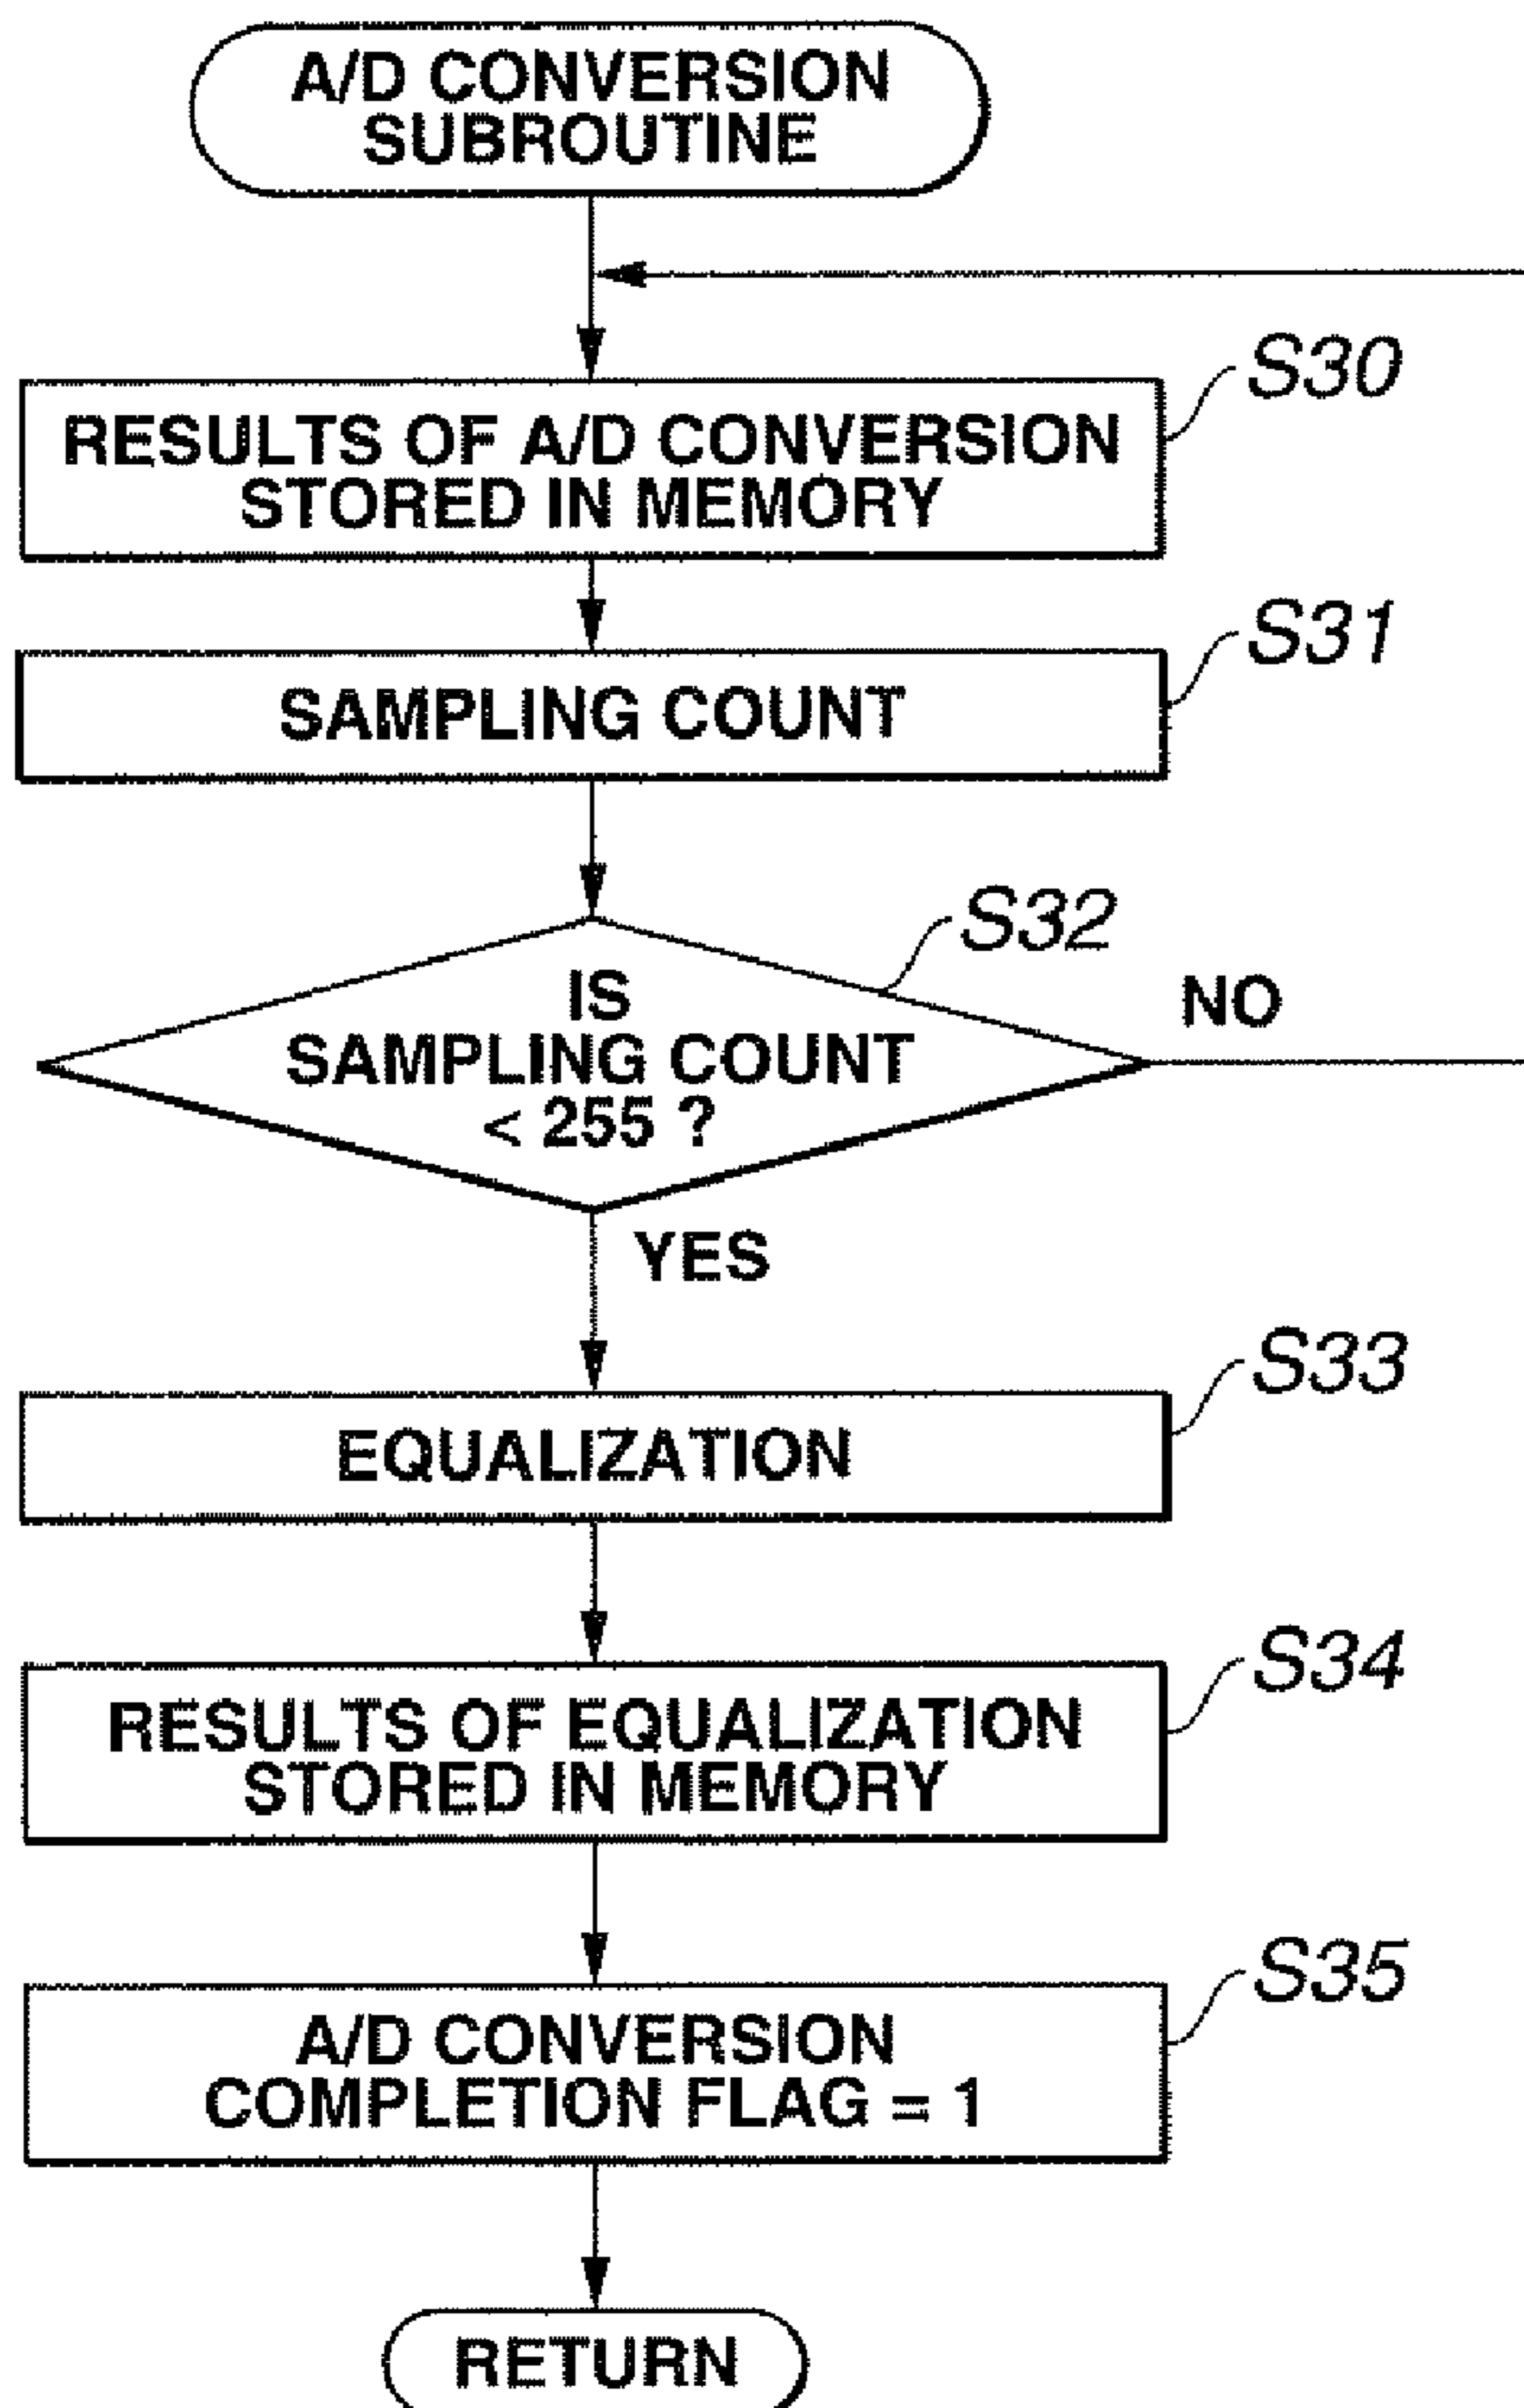 A/D CONVERSION
SUBROUTINE
S30
RESULTS OF A/D CONVERSION
STORED IN MEMORY
S31
SAMPLING COUNT
S32
IS
SAMPLING COUNT
< 255 ?
NO
YES
S33
EQUALIZATION
S34
RESULTS OF EQUALIZATION
STORED IN MEMORY
S35
A/D CONVERSION
COMPLETION FLAG = 1
RETURN